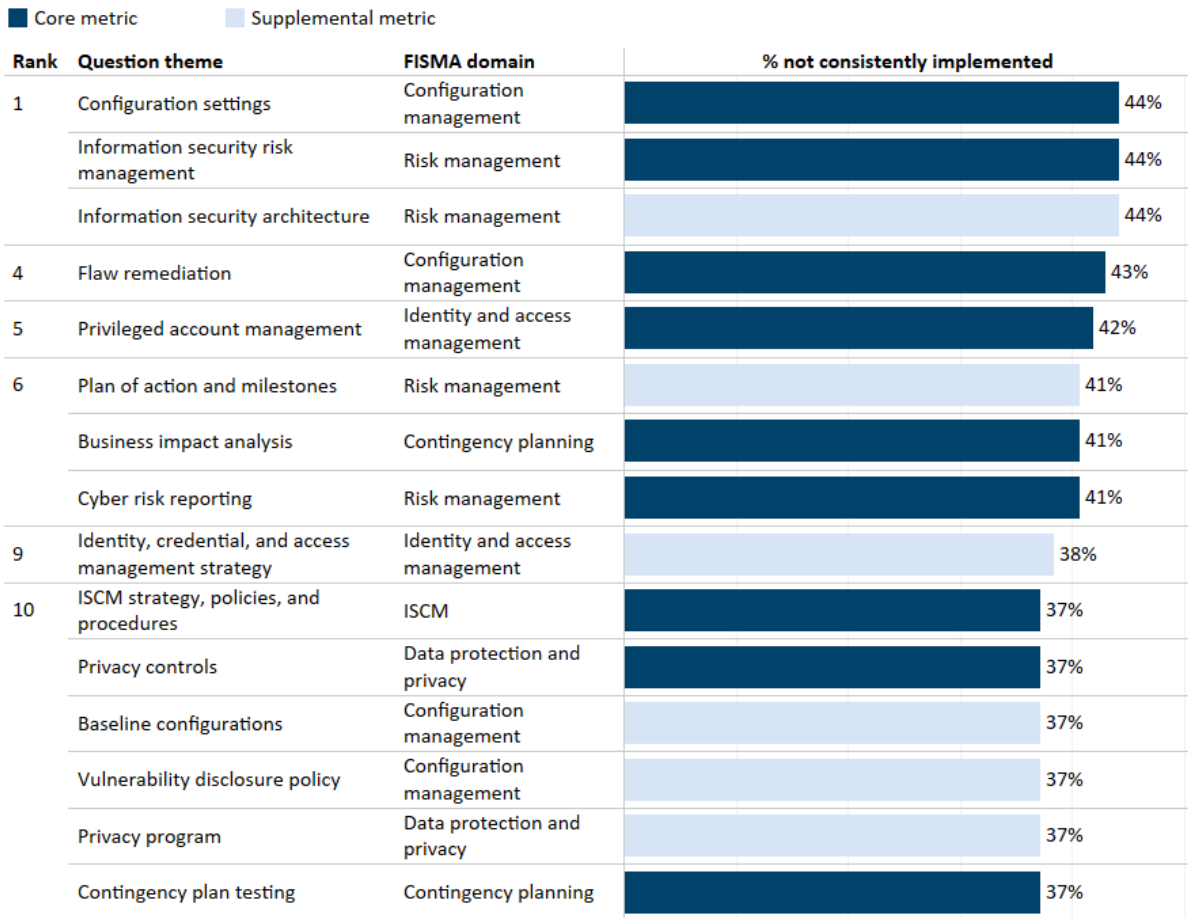 Core metric Supplemental metric
Rank Question theme FISMA domain % not consistently implemented
1 Configuration settings Configuration
management 44%
Information security risk
management Risk management 44%
Information security architecture Risk management 44%
4 Flaw remediation Configuration
management 43%
5 Privileged account management Identity and access
management 42%
6 Plan of action and milestones Risk management 41%
Business impact analysis Contingency planning 41%
Cyber risk reporting Risk management 41%
9 Identity, credential, and access
management strategy Identity and access
management 38%
10 ISCM strategy, policies, and
procedures ISCM 37%
Privacy controls Data protection and
privacy 37%
Baseline configurations Configuration
management 37%
Vulnerability disclosure policy Configuration
management 37%
Privacy program Data protection and
privacy 37%
Contingency plan testing Contingency planning 37%